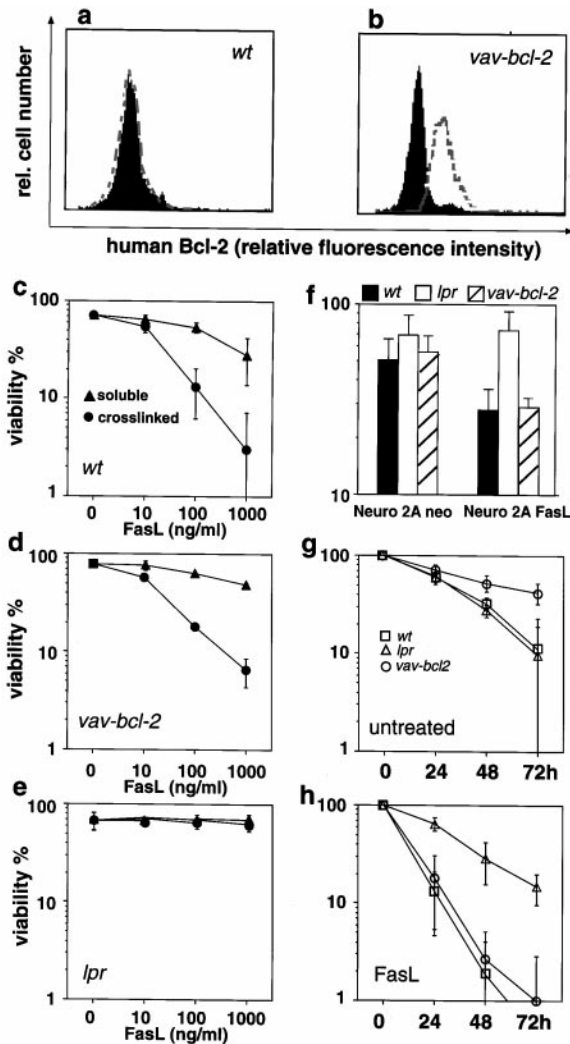 a
wt
b
vav-bcl-2
rel. cell number
human Bcl-2 (relative fluorescence intensity)
c
100
10
1
viability %
soluble
crosslinked
wt
0 10 100 1000
FasL (ng/ml)
d
100
10
1
viability %
vav-bcl-2
0 10 100 1000
FasL (ng/ml)
e
100
10
1
viability %
lpr
0 10 100 1000
FasL (ng/ml)
f
wt lpr vav-bcl-2
100
10
Neuro 2A neo Neuro 2A FasL
g
100
10
1
wt
lpr
vav-bcl2
untreated
0 24 48 72h
h
100
10
1
FasL
0 24 48 72h